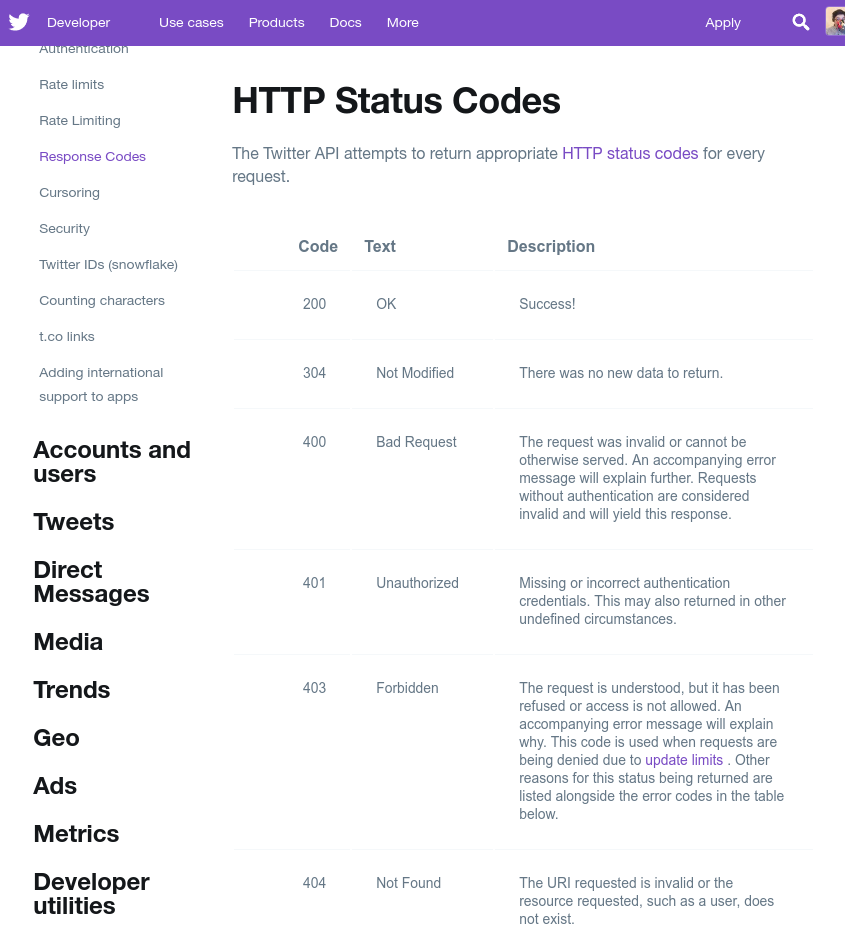 Developer Use cases Products Docs More Apply
Authentication
Rate limits
Rate Limiting
Response Codes
Cursoring
Security
Twitter IDs (snowflake)
Counting characters
t.co links
Adding international
support to apps
Accounts and
users
Tweets
Direct
Messages
Media
Trends
Geo
Ads
Metrics
Developer
utilities
HTTP Status Codes
The Twitter API attempts to return appropriate HTTP status codes for every
request.
Code Text Description
200 OK Success!
304 Not Modified There was no new data to return.
400 Bad Request The request was invalid or cannot be
otherwise served. An accompanying error
message will explain further. Requests
without authentication are considered
invalid and will yield this response.
401 Unauthorized Missing or incorrect authentication
credentials. This may also returned in other
undefined circumstances.
403 Forbidden The request is understood, but it has been
refused or access is not allowed. An
accompanying error message will explain
why. This code is used when requests are
being denied due to update limits . Other
reasons for this status being returned are
listed alongside the error codes in the table
below.
404 Not Found The URI requested is invalid or the
resource requested, such as a user, does
not exist.